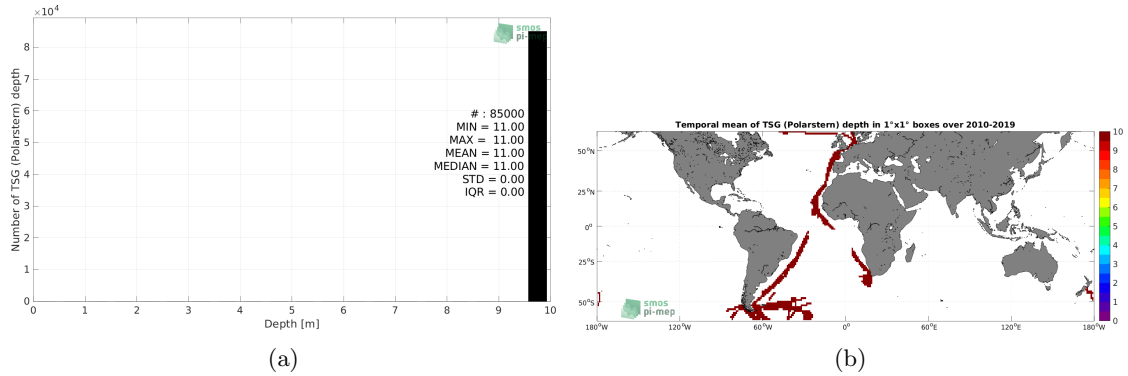 ×10⁴
8
7
6
5
4
3
2
1
0
Number of TSG (Polarstern) depth
smos
pi-mep
# : 85000
MIN = 11.00
MAX = 11.00
MEAN = 11.00
MEDIAN = 11.00
STD = 0.00
IQR = 0.00
0 1 2 3 4 5 6 7 8 9 10
Depth [m]
(a)
Temporal mean of TSG (Polarstern) depth in 1°x1° boxes over 2010-2019
50°N
25°N
0°N
25°S
50°S
smos
pi-mep
180°W 120°W 60°W 0°E 60°E 120°E 180°W
10
9
8
7
6
5
4
3
2
1
0
(b)